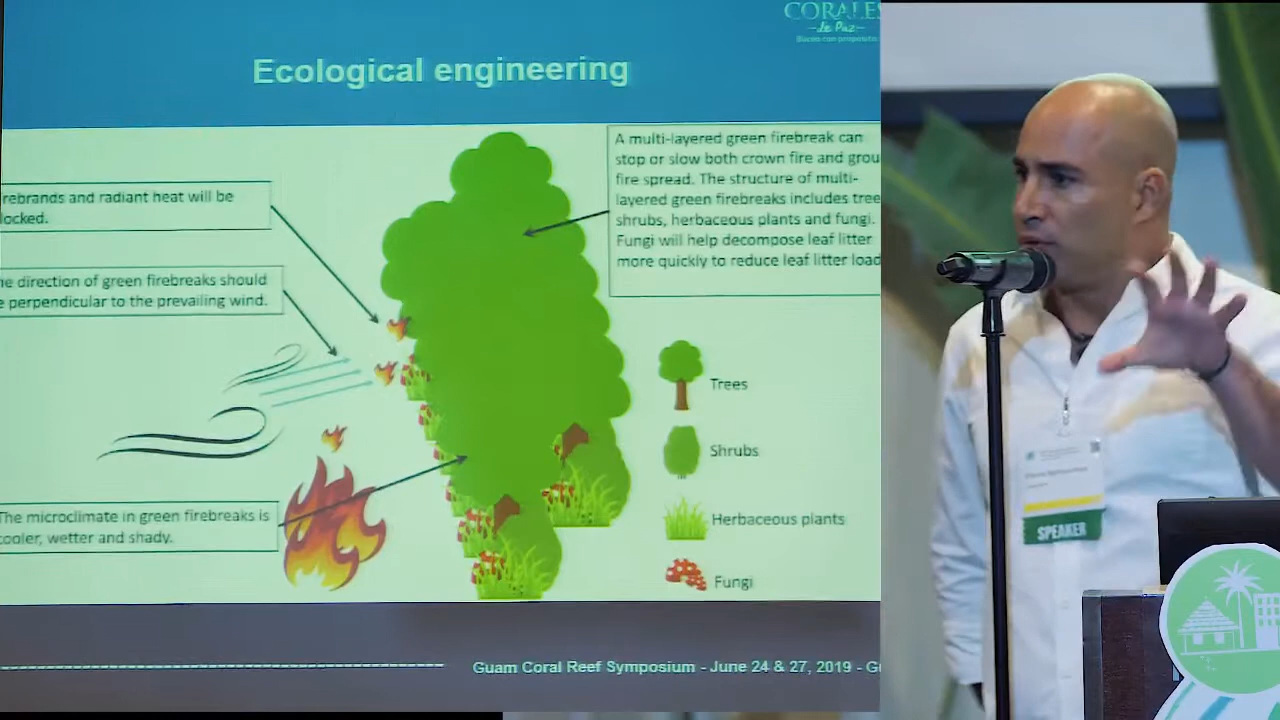 CORALES
de Paz
Buceo con propósito
Ecological engineering
rebrands and radiant heat will be
locked.
he direction of green firebreaks should
e perpendicular to the prevailing wind.
The microclimate in green firebreaks is
cooler, wetter and shady.
A multi-layered green firebreak can
stop or slow both crown fire and grou
fire spread. The structure of multi-
layered green firebreaks includes tree
shrubs, herbaceous plants and fungi.
Fungi will help decompose leaf litter
more quickly to reduce leaf litter load
Trees
Shrubs
Herbaceous plants
Fungi
Guam Coral Reef Symposium - June 24 & 27, 2019 - G
SPEAKER